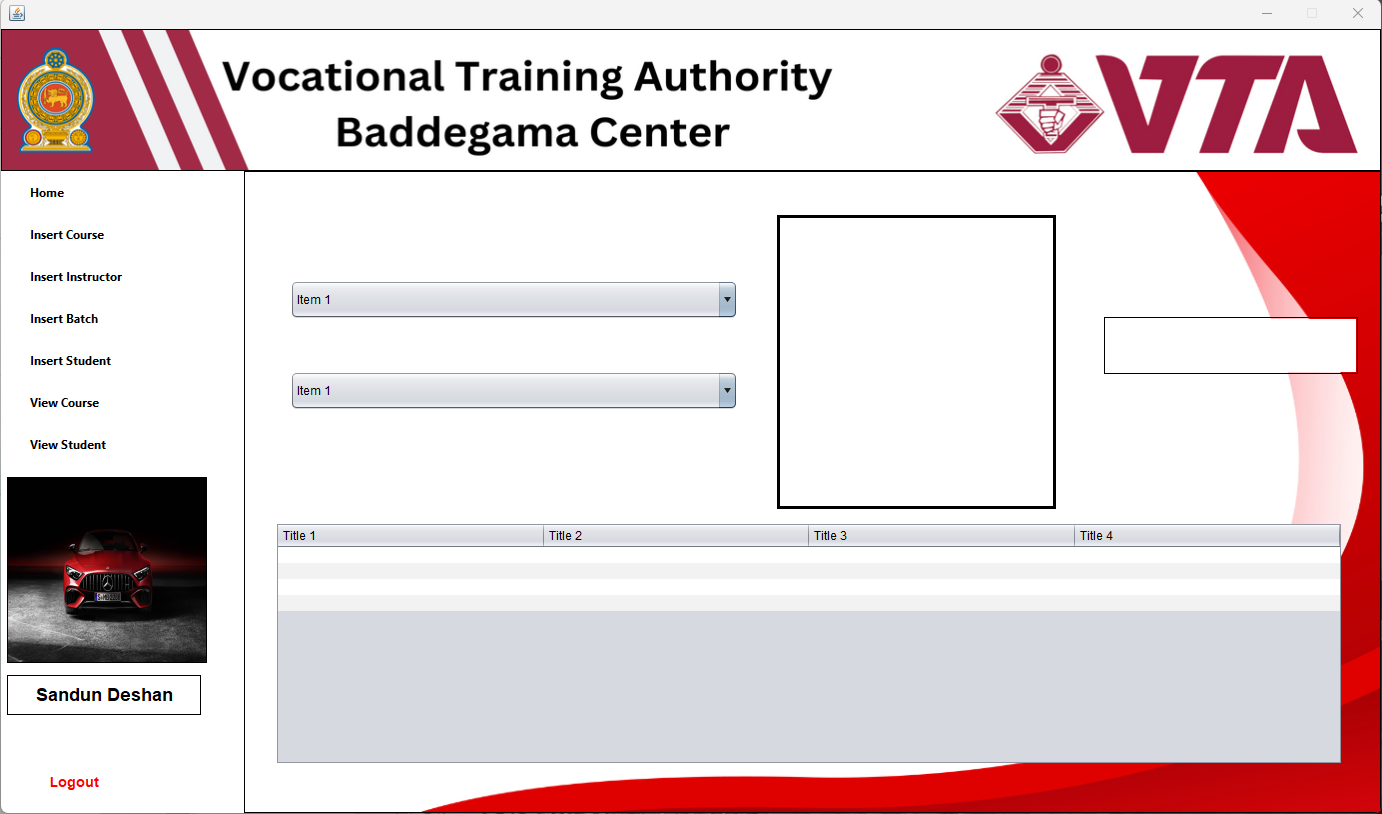 Vocational Training Authority
Baddegama Center
VTA
Home
Insert Course
Insert Instructor
Insert Batch
Insert Student
View Course
View Student
Sandun Deshan
Logout
Item 1
Item 1
Title 1 Title 2 Title 3 Title 4